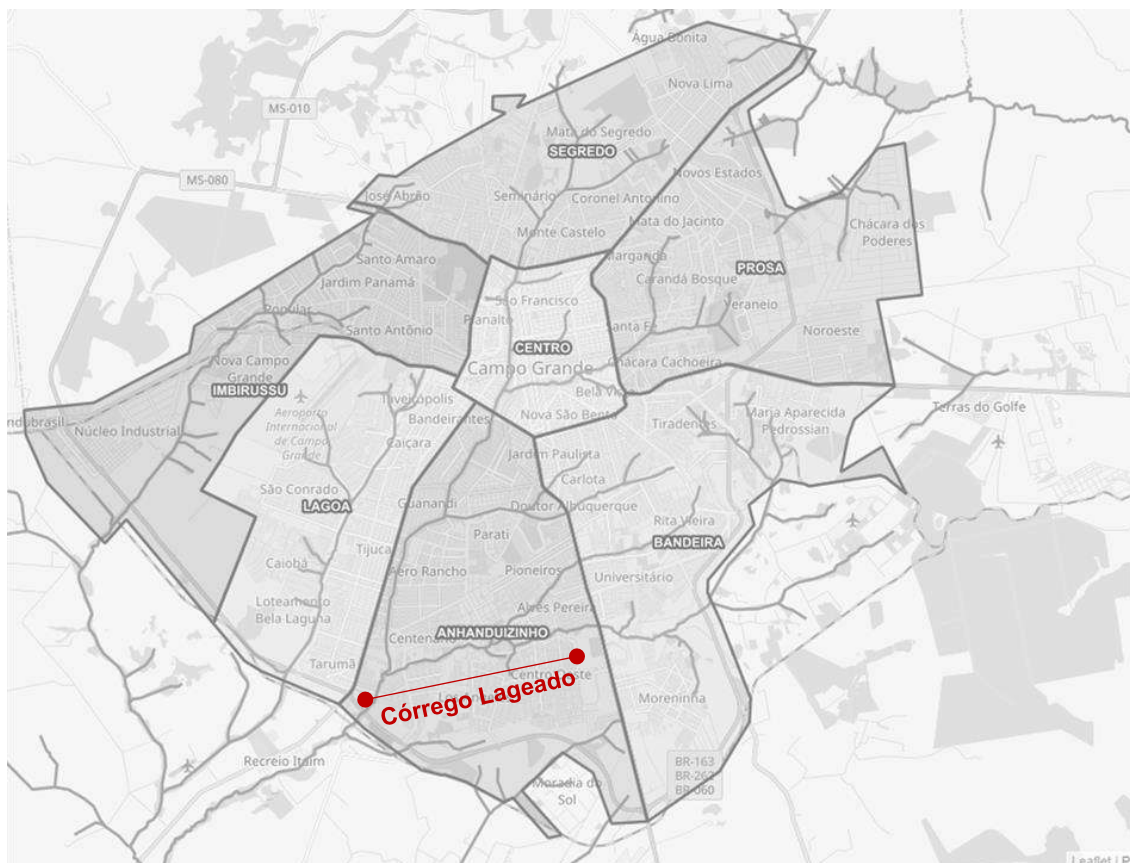 Água Bonita
Nova Lima
MS-010
Mata do Segredo
SEGREDO
MS-080
Novos Estados
José Abrão
Seminário
Coronel Antonino
Mata do Jacinto
Chácara dos
Poderes
Monte Castelo
Margarida
Santo Amaro
PROSA
Jardim Panamá
Carandá Bosque
São Francisco
Veraneio
Popular
Planalto
Santo Antônio
Santa Fé
Noroeste
CENTRO
Nova Campo
Grande
Chácara Cachoeira
Campo Grande
IMBIRUSSU
Bela Vi
Taveirópolis
Terras do Golfe
Aeroporto
Internacional
de Campo
Grande
Bandeirantes
Nova São Bento
Maria Aparecida
Pedrossian
ndubrasil
Núcleo Industrial
Tiradentes
Caiçara
Jardim Paulista
Carlota
São Conrado
LAGOA
Guanandi
Doutor Albuquerque
Rita Vieira
Parati
BANDEIRA
Tijuca
Caiobá
Aero Rancho
Pioneiros
Universitário
Loteamento
Bela Laguna
Alves Pereira
Centenário
ANHANDUIZINHO
Tarumã
Centro Oeste
Los Angeles
Moreninha
Córrego Lageado
Recreio Itaim
BR-163
BR-262
BR-060
Moradia do
Sol
Leaflet |